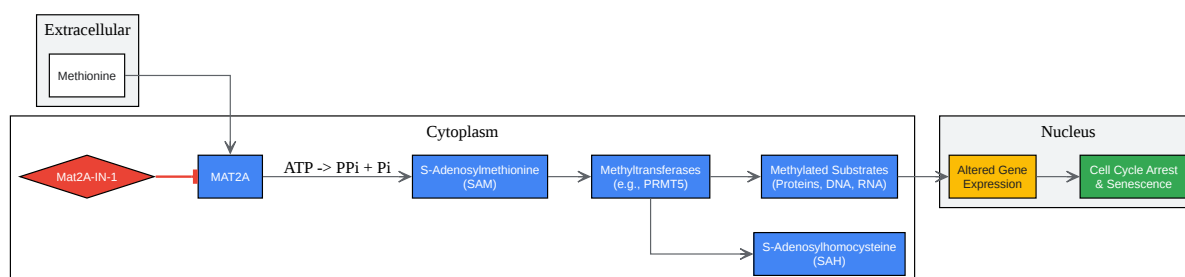 Extracellular
Methionine
Cytoplasm
Nucleus
Mat2A-IN-1
MAT2A
ATP -> PPi + Pi
S-Adenosylmethionine
(SAM)
Methyltransferases
(e.g., PRMT5)
Methylated Substrates
(Proteins, DNA, RNA)
Altered Gene
Expression
Cell Cycle Arrest
& Senescence
S-Adenosylhomocysteine
(SAH)